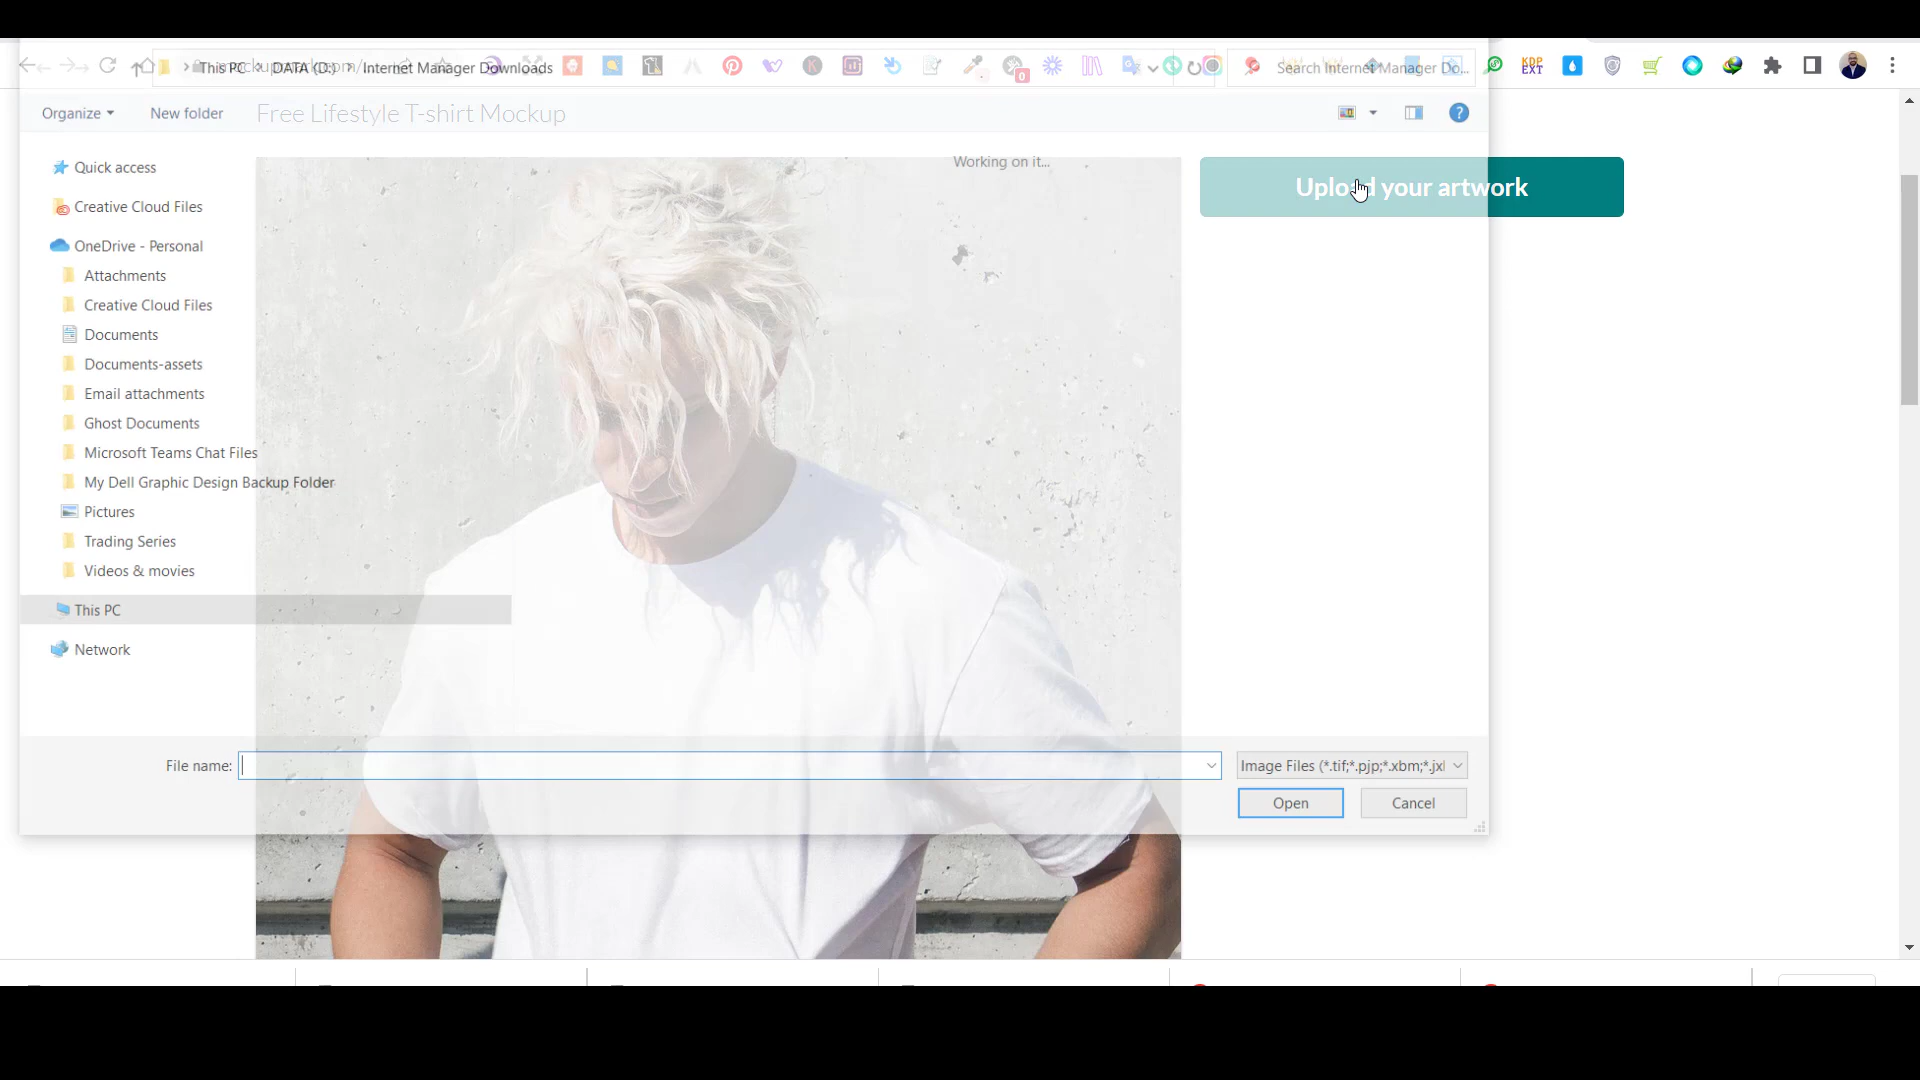 This PC > DATA (D:) > Internet Manager Downloads
Search Internet Manager Do...
KDP
EXT
0
Organize
New folder
Free Lifestyle T-shirt Mockup
?
Working on it...
Upload your artwork
Quick access
Creative Cloud Files
OneDrive - Personal
Attachments
Creative Cloud Files
Documents
Documents-assets
Email attachments
Ghost Documents
Microsoft Teams Chat Files
My Dell Graphic Design Backup Folder
Pictures
Trading Series
Videos & movies
This PC
Network
File name:
Image Files (*.tif;*.pjp;*.xbm;*.jxl
Open
Cancel